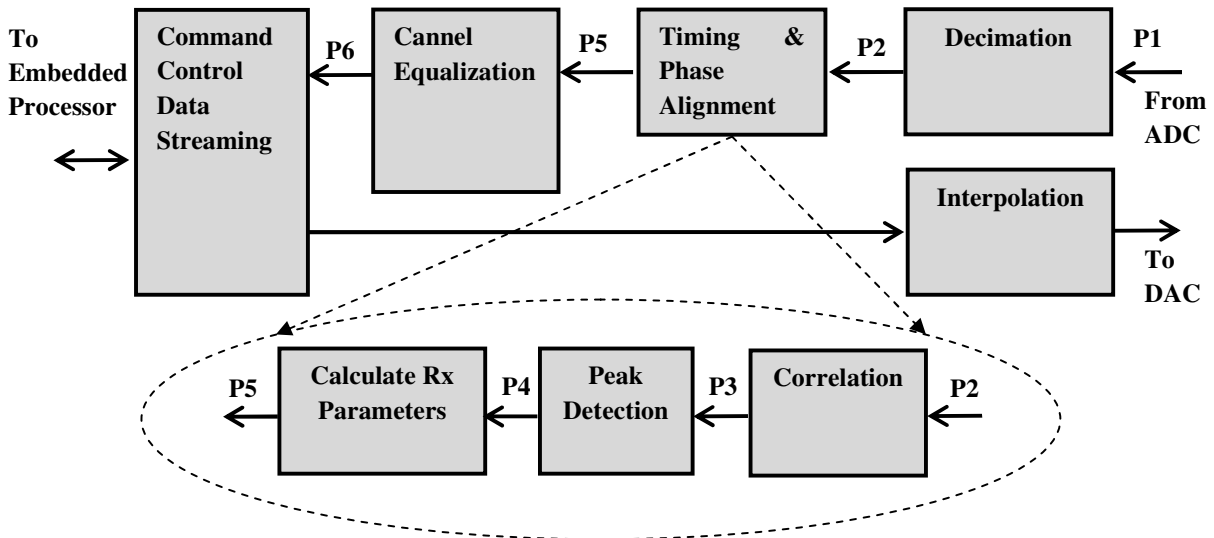 To
Embedded
Processor
Command
Control
Data
Streaming
P6
Cannel
Equalization
P5
Timing &
Phase
Alignment
P2
Decimation
P1
From
ADC
Interpolation
To
DAC
P5
Calculate Rx
Parameters
P4
Peak
Detection
P3
Correlation
P2